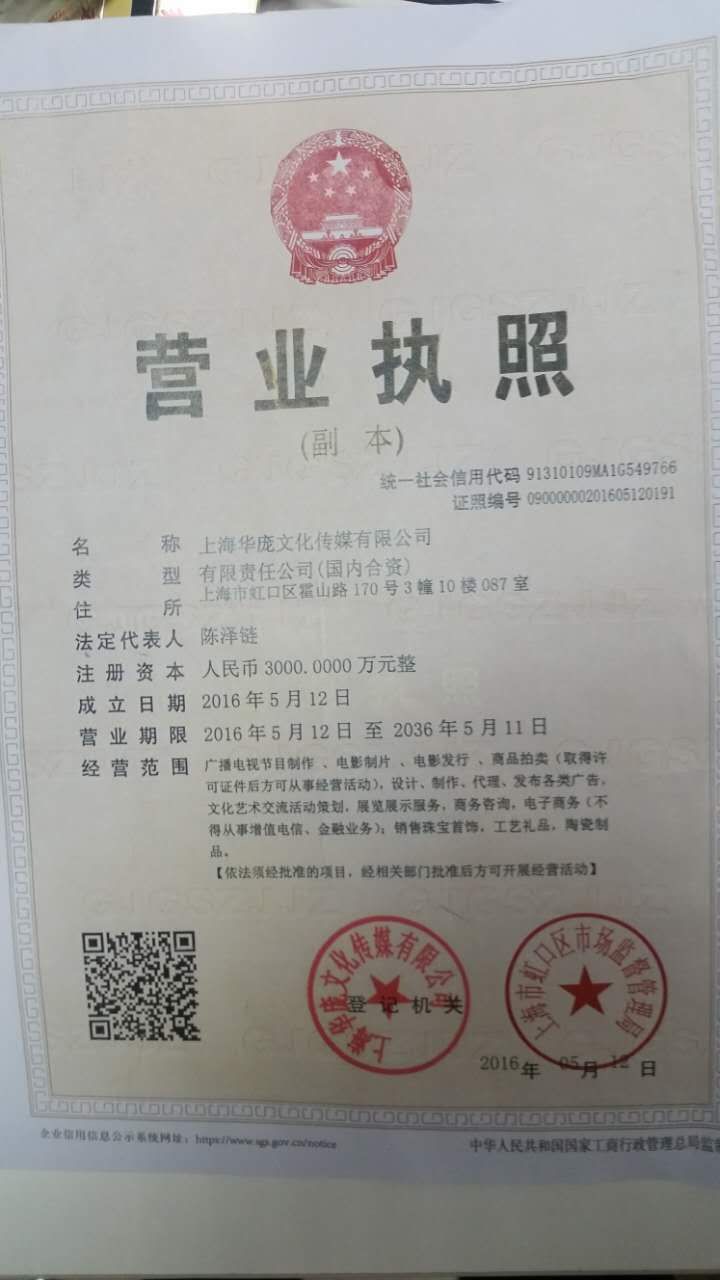 营业执照
(副 本)
统一社会信用代码 91310109MA1G549766
证照编号 09000000201605120191
名 称 上海华庞文化传媒有限公司
类 型 有限责任公司(国内合资)
住 所 上海市虹口区霍山路170号3幢10楼087室
法定代表人 陈泽链
注册资本 人民币3000.0000万元整
成立日期 2016年5月12日
营业期限 2016年5月12日 至 2036年5月11日
经营范围 广播电视节目制作、电影制片、电影发行、商品拍卖(取得许
可证件后方可从事经营活动),设计、制作、代理、发布各类广告,
文化艺术交流活动策划,展览展示服务,商务咨询,电子商务(不
得从事增值电信、金融业务);销售珠宝首饰,工艺礼品,陶瓷制
品。
【依法须经批准的项目,经相关部门批准后方可开展经营活动】
上海华庞文化传媒有限公司
登记机关
上海市虹口区市场监督管理局
2016年 05月 12日
企业信用信息公示系统网址:https://www.sgs.gov.cn/notice
中华人民共和国国家工商行政管理总局监